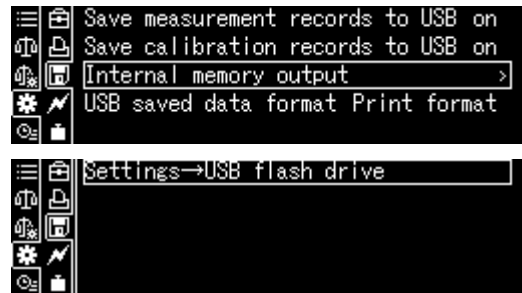 Save measurement records to USB on
Save calibration records to USB on
Internal memory output >
USB saved data format Print format
Settings→USB flash drive